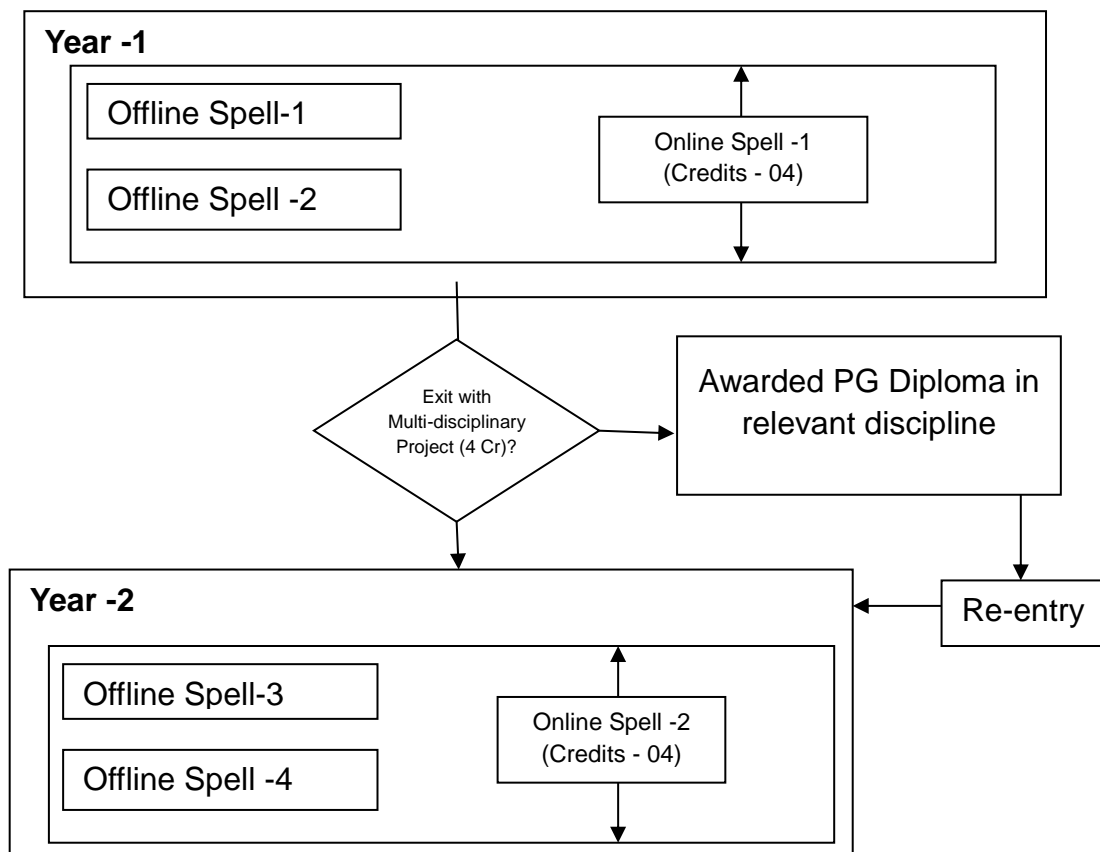 Year -1
Offline Spell-1
Offline Spell -2
Online Spell -1
(Credits - 04)
Exit with
Multi-disciplinary
Project (4 Cr)?
Awarded PG Diploma in
relevant discipline
Re-entry
Year -2
Offline Spell-3
Offline Spell -4
Online Spell -2
(Credits - 04)